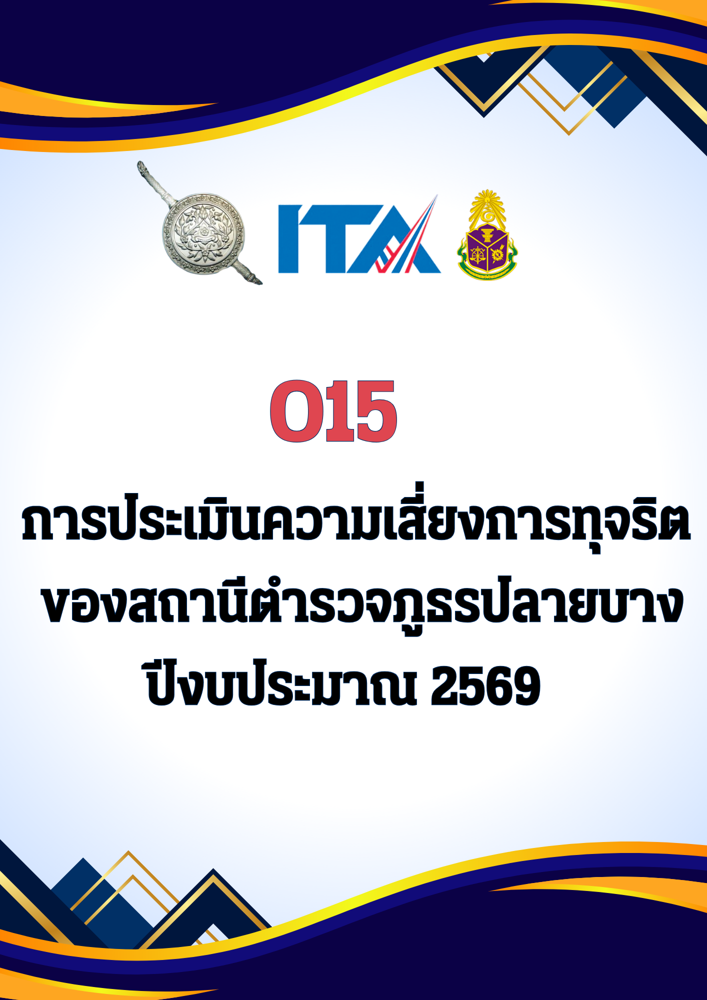 ITA
O15
การประเมินความเสี่ยงการทุจริต
ของสถานีตำรวจภูธรปลายบาง
ปีงบประมาณ 2569